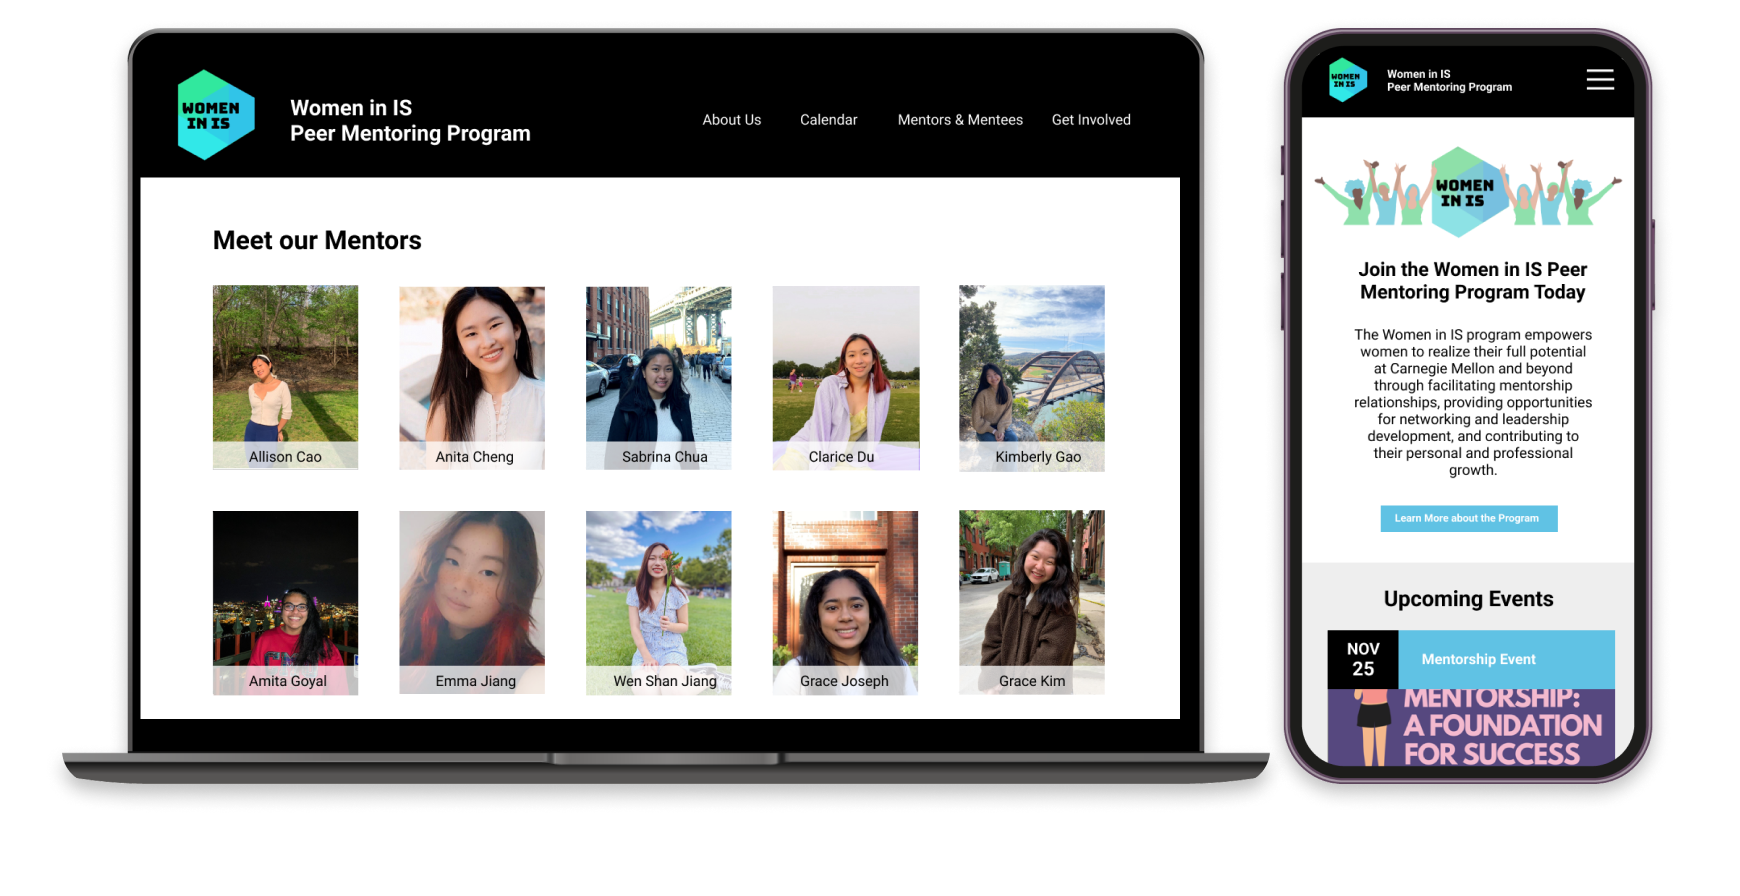 WOMEN
IN IS
Women in IS
Peer Mentoring Program
About Us
Calendar
Mentors & Mentees
Get Involved
Meet our Mentors
Allison Cao
Anita Cheng
Sabrina Chua
Clarice Du
Kimberly Gao
Amita Goyal
Emma Jiang
Wen Shan Jiang
Grace Joseph
Grace Kim
WOMEN
IN IS
Women in IS
Peer Mentoring Program
WOMEN
IN IS
Join the Women in IS Peer
Mentoring Program Today
The Women in IS program empowers
women to realize their full potential
at Carnegie Mellon and beyond
through facilitating mentorship
relationships, providing opportunities
for networking and leadership
development, and contributing to
their personal and professional
growth.
Learn More about the Program
Upcoming Events
NOV
25
Mentorship Event
MENTORSHIP:
A FOUNDATION
FOR SUCCESS